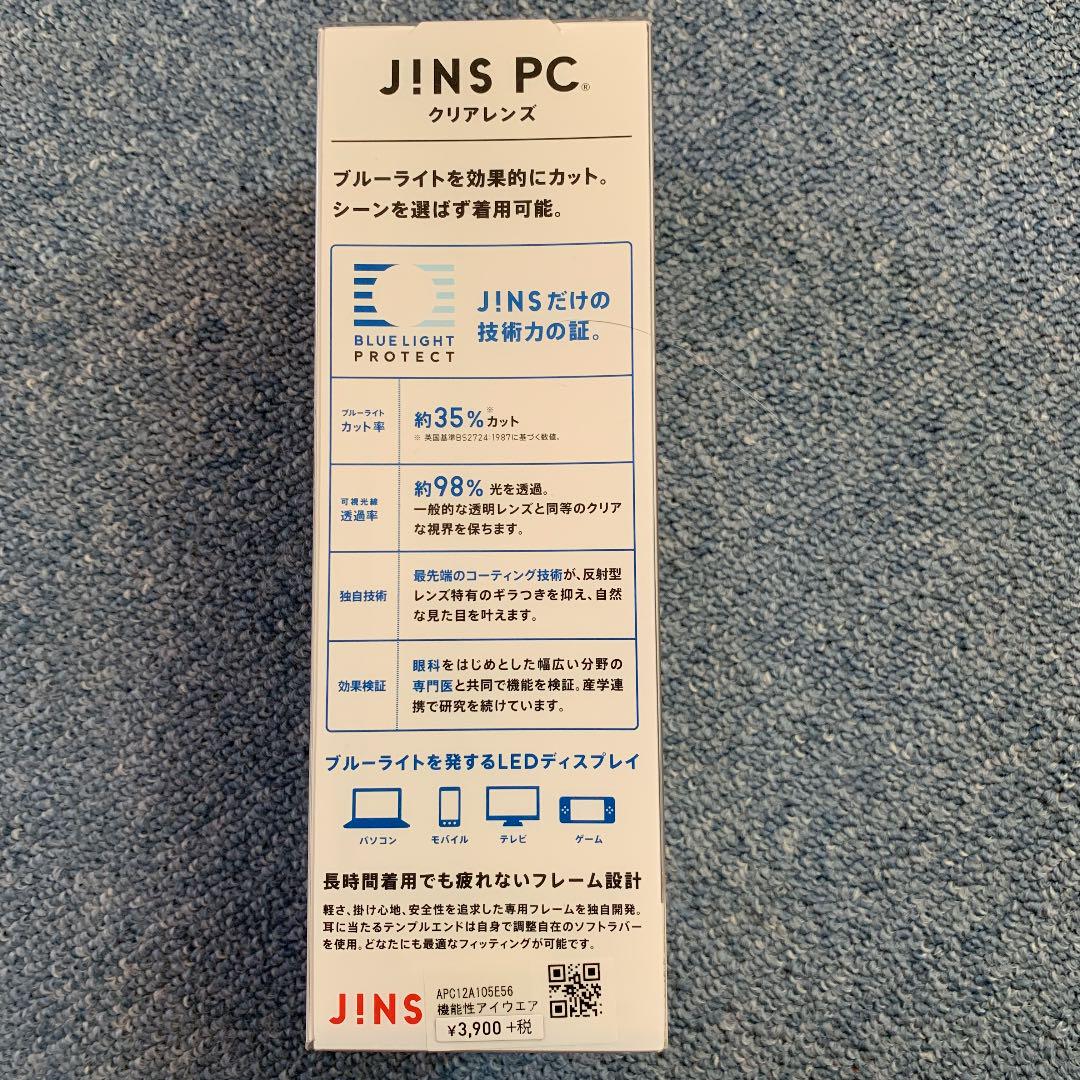 J!NS PC®
クリアレンズ
ブルーライトを効果的にカット。
シーンを選ばず着用可能。
BLUE LIGHT
PROTECT
J!NSだけの
技術力の証。
ブルーライト
カット率
約35%※カット
※ 英国基準BS2724:1987に基づく数値。
可視光線
透過率
約98% 光を透過。
一般的な透明レンズと同等のクリア
な視界を保ちます。
独自技術
最先端のコーティング技術が、反射型
レンズ特有のギラつきを抑え、自然
な見た目を叶えます。
効果検証
眼科をはじめとした幅広い分野の
専門医と共同で機能を検証。産学連
携で研究を続けています。
ブルーライトを発するLEDディスプレイ
パソコン モバイル テレビ ゲーム
長時間着用でも疲れないフレーム設計
軽さ、掛け心地、安全性を追求した専用フレームを独自開発。
耳に当たるテンプルエンドは自身で調整自在のソフトラバー
を使用。どなたにも最適なフィッティングが可能です。
J!NS
APC12A105E56
機能性アイウエア
¥3,900 +税